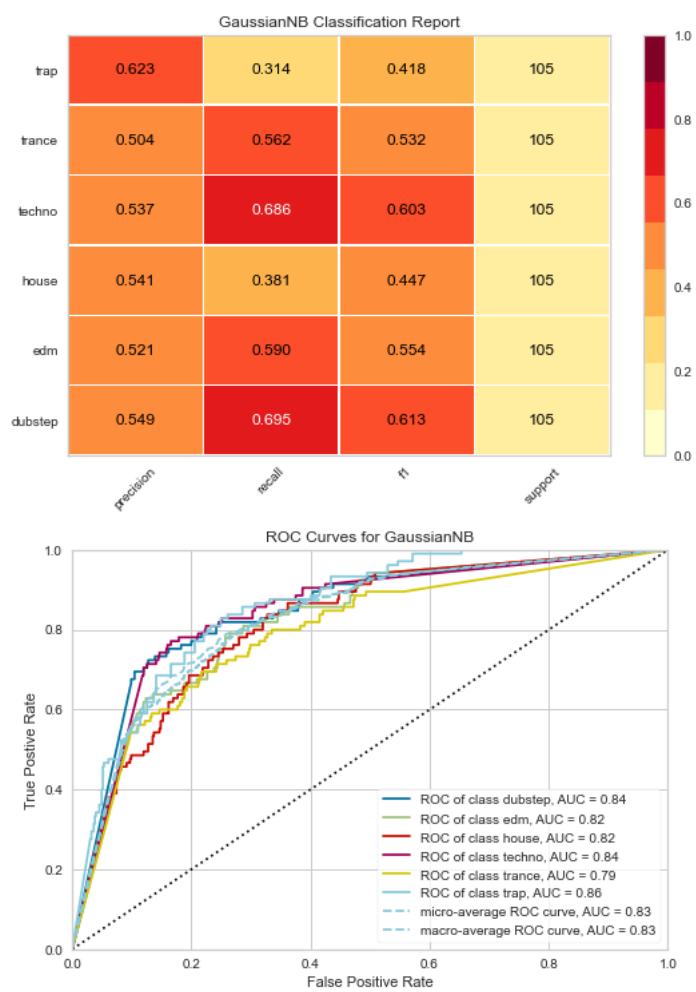 GaussianNB Classification Report
trap 0.623 0.314 0.418 105
trance 0.504 0.562 0.532 105
techno 0.537 0.686 0.603 105
house 0.541 0.381 0.447 105
edm 0.521 0.590 0.554 105
dubstep 0.549 0.695 0.613 105
precision recall f1 support
1.0
0.8
0.6
0.4
0.2
0.0
ROC Curves for GaussianNB
True Postive Rate
1.0
0.8
0.6
0.4
0.2
0.0
ROC of class dubstep, AUC = 0.84
ROC of class edm, AUC = 0.82
ROC of class house, AUC = 0.82
ROC of class techno, AUC = 0.84
ROC of class trance, AUC = 0.79
ROC of class trap, AUC = 0.86
micro-average ROC curve, AUC = 0.83
macro-average ROC curve, AUC = 0.83
0.0 0.2 0.4 0.6 0.8 1.0
False Positive Rate